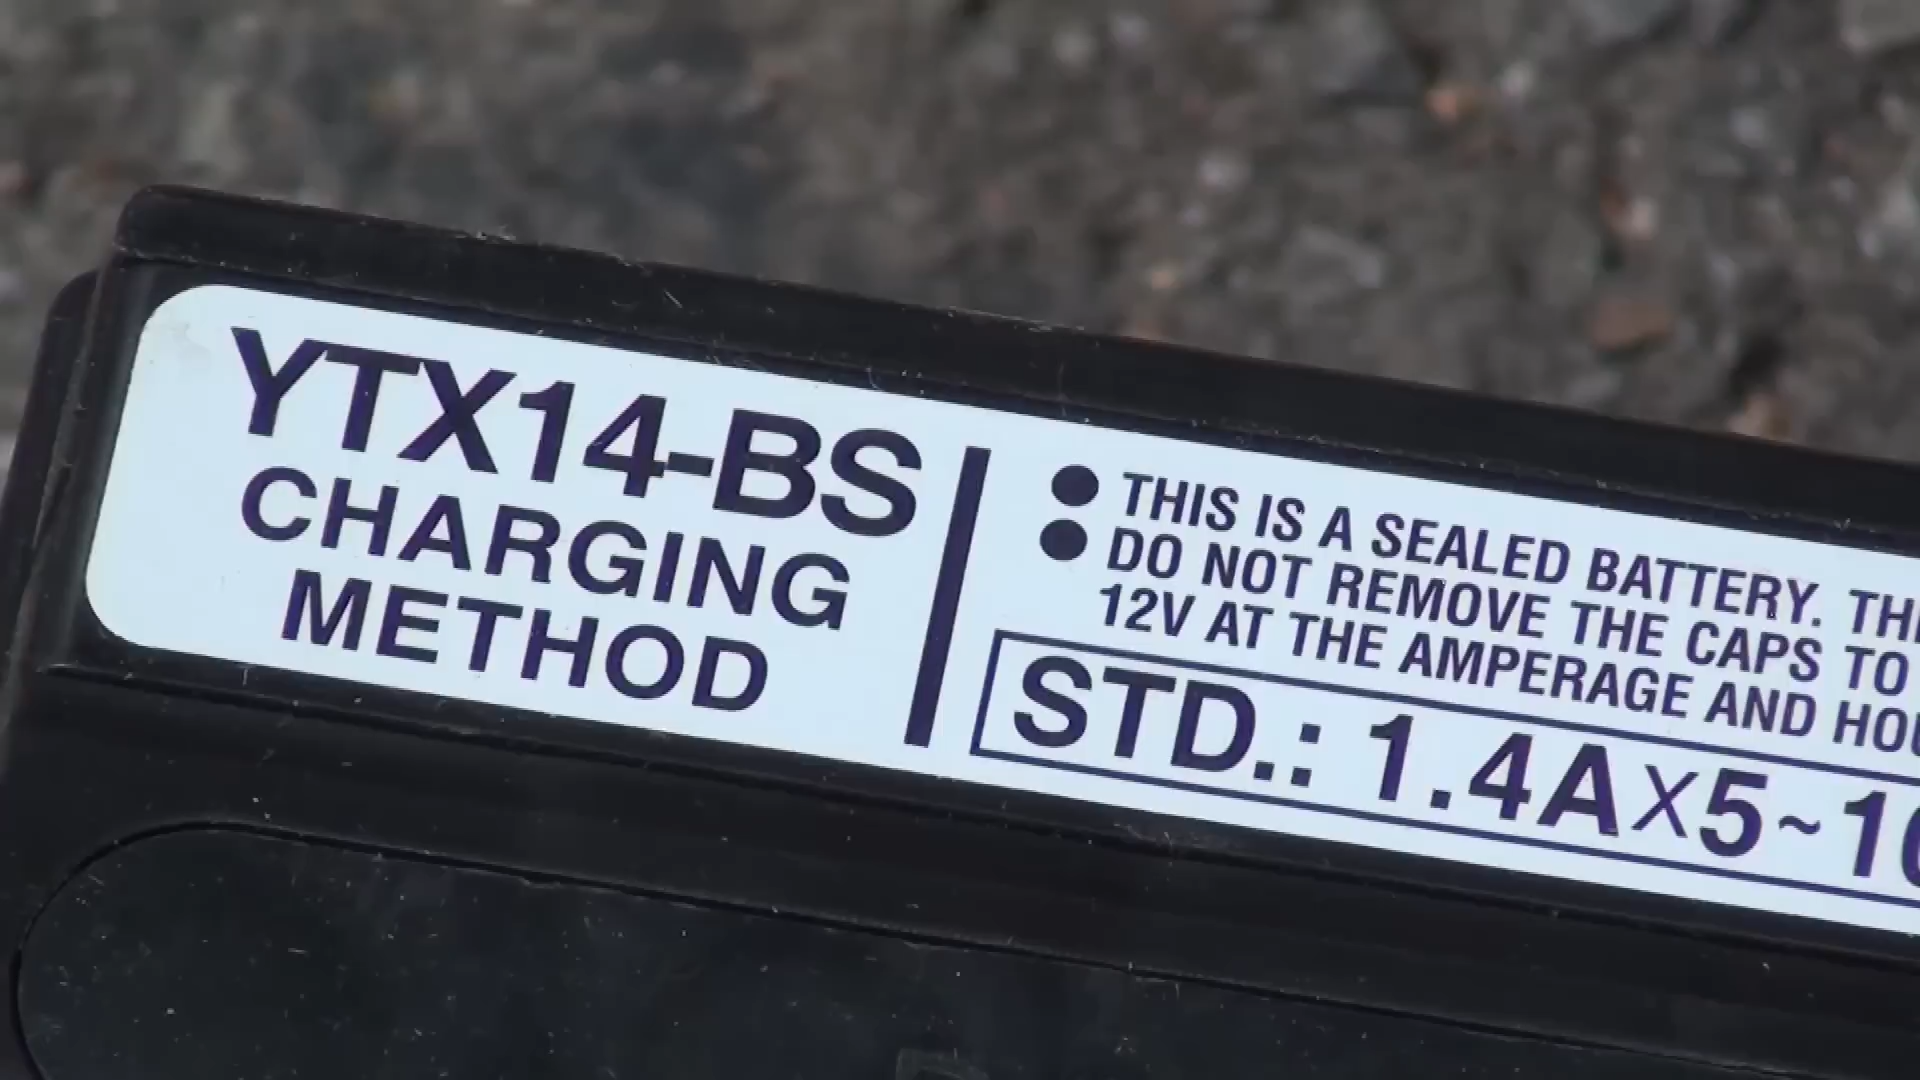 YTX14-BS
CHARGING
METHOD
● THIS IS A SEALED BATTERY.
● DO NOT REMOVE THE CAPS TO
12V AT THE AMPERAGE AND
STD.: 1.4A×5~